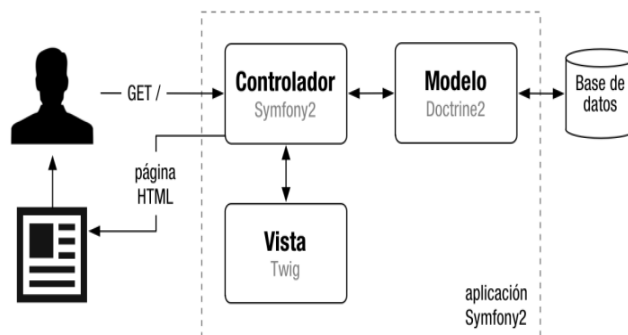 Controlador
Symfony2
Modelo
Doctrine2
Base de
datos
GET /
página
HTML
Vista
Twig
aplicación
Symfony2